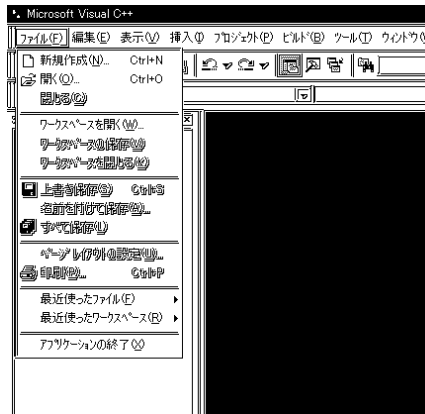 Microsoft Visual C++
ファイル(F) 編集(E) 表示(V) 挿入(I) プロジェクト(P) ビルド(B) ツール(T) ウィンドウ(
新規作成(N)... Ctrl+N
開く(O)... Ctrl+O
閉じる(C)
ワークスペースを開く(W)...
ワークスペースの保存(V)
ワークスペースを閉じる(K)
上書き保存(S) Ctrl+S
名前を付けて保存(A)...
すべて保存(L)
ページ レイアウトの設定(U)...
印刷(P)... Ctrl+P
最近使ったファイル(F)
最近使ったワークスペース(R)
アプリケーションの終了(X)